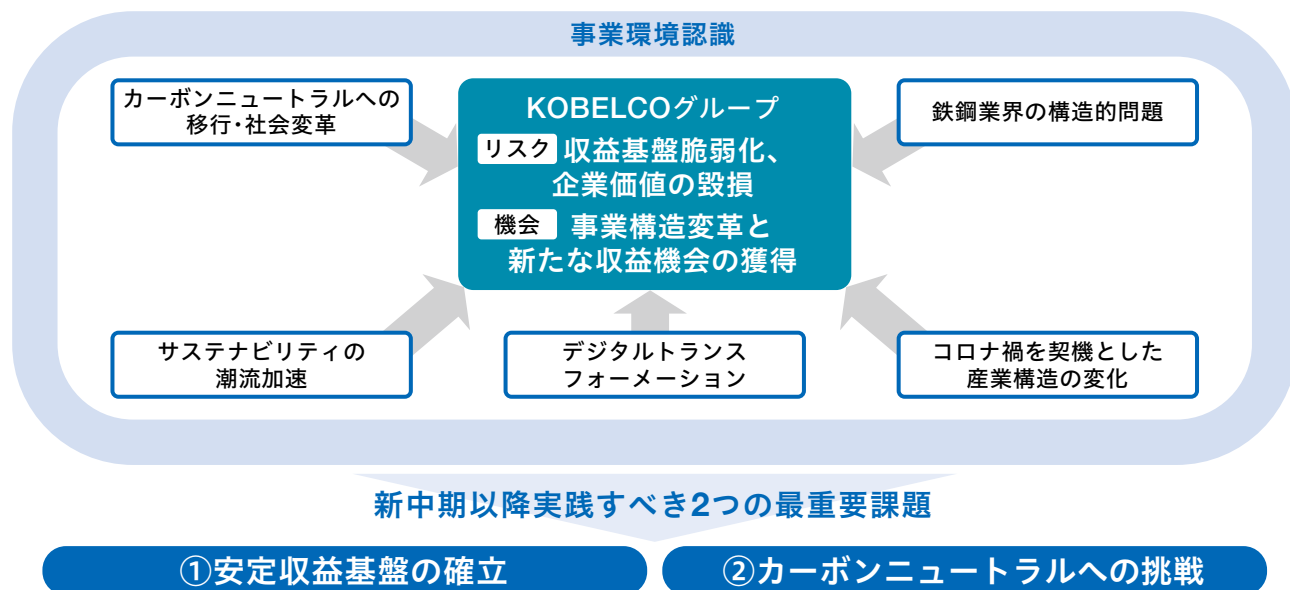 事業環境認識
カーボンニュートラルへの
移行・社会変革
KOBELCOグループ
リスク 収益基盤脆弱化、
企業価値の毀損
機会 事業構造変革と
新たな収益機会の獲得
鉄鋼業界の構造的問題
サステナビリティの
潮流加速
デジタルトランス
フォーメーション
コロナ禍を契機とした
産業構造の変化
新中期以降実践すべき2つの最重要課題
①安定収益基盤の確立
②カーボンニュートラルへの挑戦